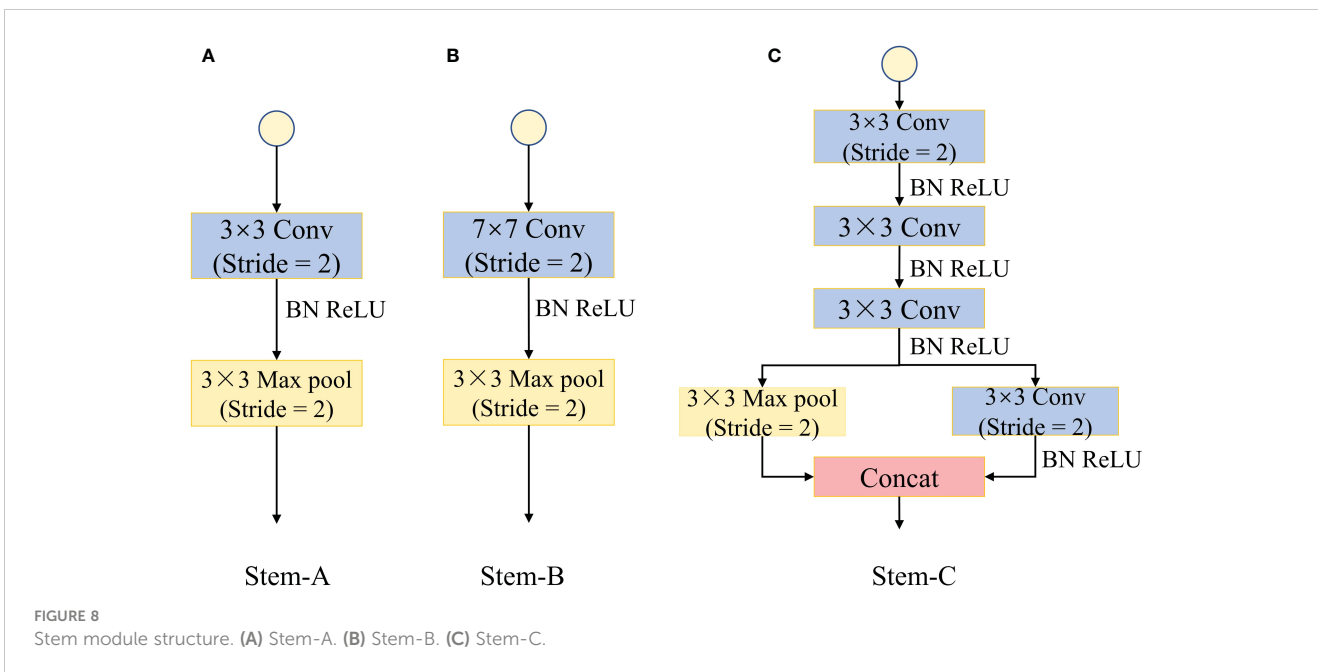 A
B
C
3×3 Conv
(Stride = 2)
BN ReLU
3×3 Max pool
(Stride = 2)
Stem-A
7×7 Conv
(Stride = 2)
BN ReLU
3×3 Max pool
(Stride = 2)
Stem-B
3×3 Conv
(Stride = 2)
BN ReLU
3×3 Conv
BN ReLU
3×3 Conv
BN ReLU
3×3 Max pool
(Stride = 2)
3×3 Conv
(Stride = 2)
BN ReLU
Concat
Stem-C
FIGURE 8
Stem module structure. (A) Stem-A. (B) Stem-B. (C) Stem-C.